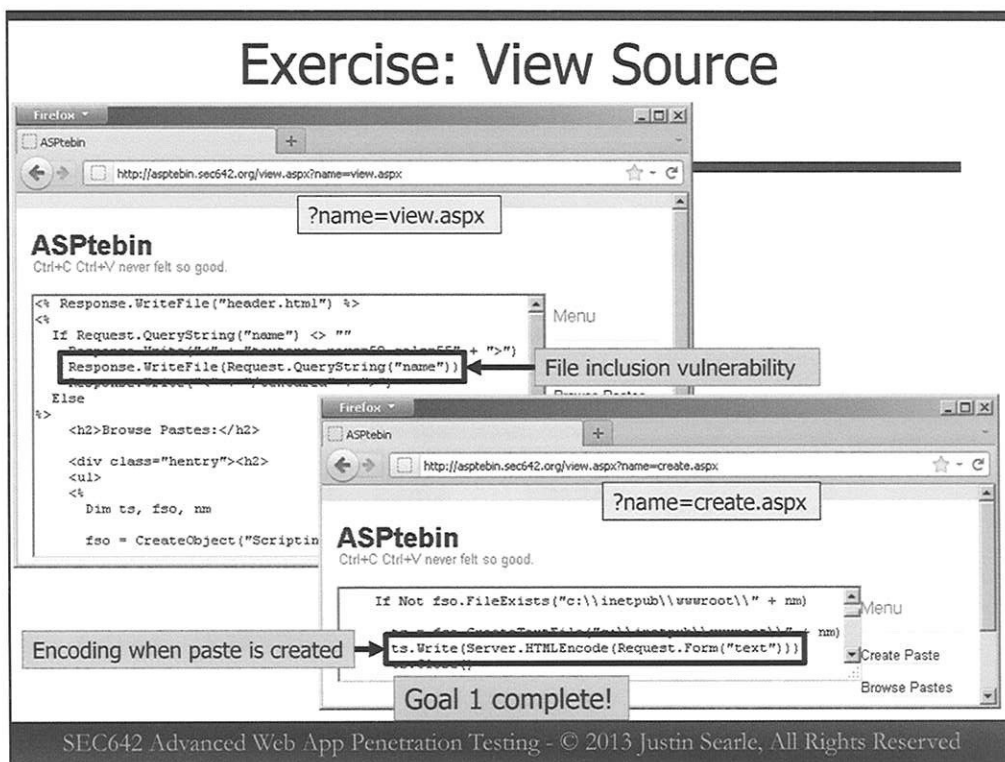 Exercise: View Source
Firefox
ASPtebin
http://asptebin.sec642.org/view.aspx?name=view.aspx
?name=view.aspx
ASPtebin
Ctrl+C Ctrl+V never felt so good.
<% Response.WriteFile("header.html") %>
<%
If Request.QueryString("name") <> ""
Response.WriteFile(Request.QueryString("name"))
Else
%>
<h2>Browse Pastes:</h2>
<div class="hentry"><h2>
<ul>
<%
Dim ts, fso, nm
fso = CreateObject("Scriptin
Menu
File inclusion vulnerability
Firefox
ASPtebin
http://asptebin.sec642.org/view.aspx?name=create.aspx
?name=create.aspx
ASPtebin
Ctrl+C Ctrl+V never felt so good.
If Not fso.FileExists("c:\\inetpub\\wwwroot\\" + nm)
ts.Write(Server.HTMLEncode(Request.Form("text")))
Menu
Create Paste
Browse Pastes
Encoding when paste is created
Goal 1 complete!
SEC642 Advanced Web App Penetration Testing - © 2013 Justin Searle, All Rights Reserved